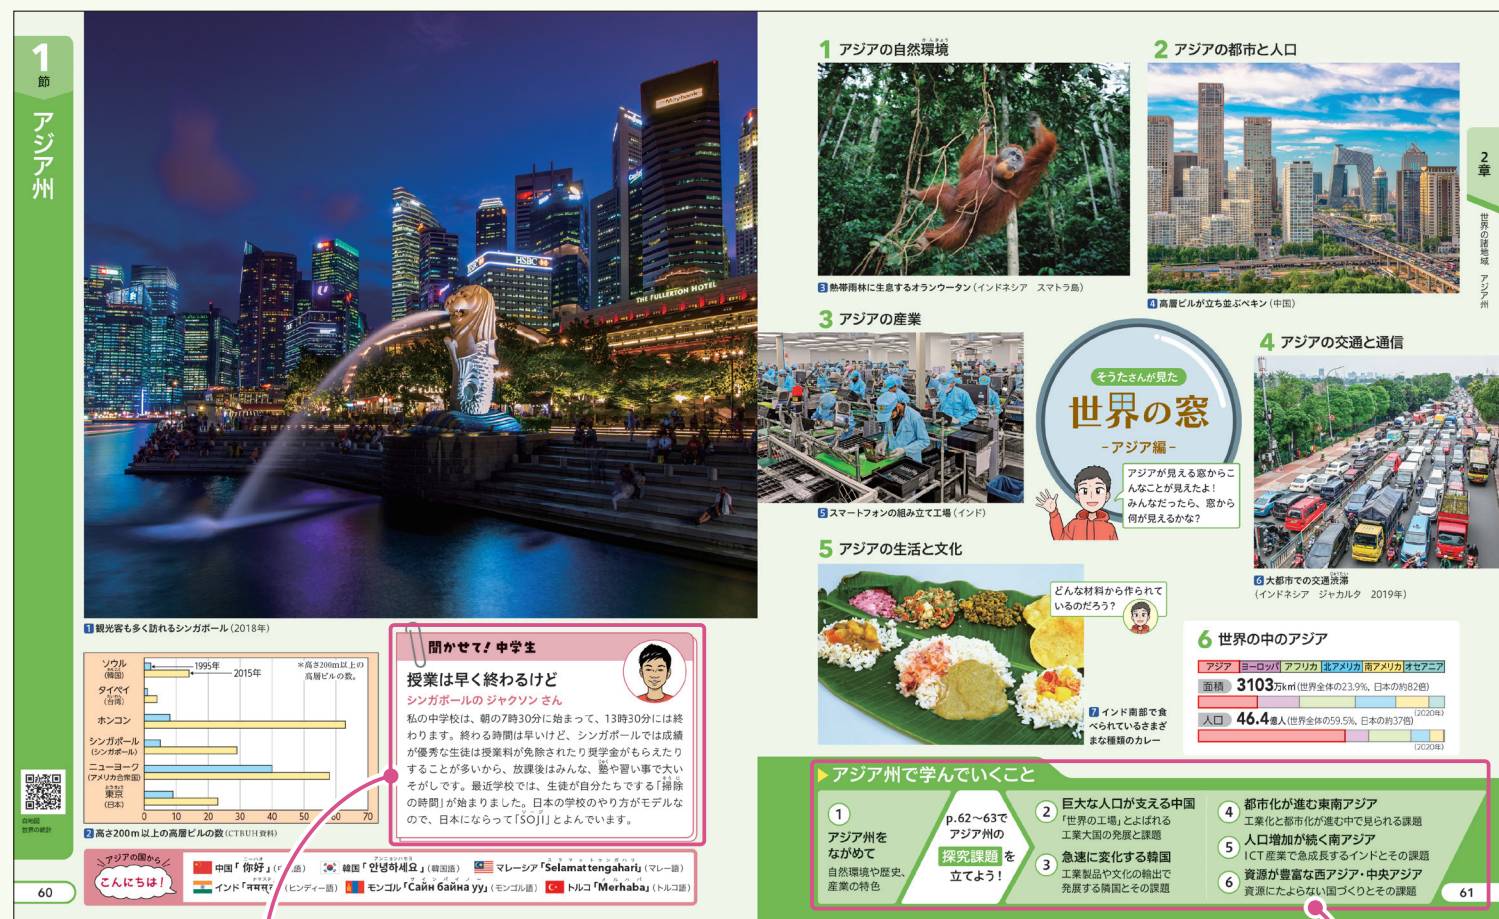 1
節
アジア州
Maybank
HSBC
THE FULLERTON HOTEL
1 観光客も多く訪れるシンガポール(2018年)
ソウル
(韓国)
タイペイ
(台湾)
ホンコン
シンガポール
(シンガポール)
ニューヨーク
(アメリカ合衆国)
東京
(日本)
1995年
2015年
*高さ200m以上の
高層ビルの数。
0 10 20 30 40 50 60 70
2 高さ200m以上の高層ビルの数(CTBUH資料)
白地図
世界の統計
聞かせて!中学生
授業は早く終わるけど
シンガポールの ジャクソン さん
私の中学校は、朝の7時30分に始まって、13時30分には終
わります。終わる時間は早いけど、シンガポールでは成績
が優秀な生徒は授業料が免除されたり奨学金がもらえたり
することが多いから、放課後はみんな、塾や習い事で大い
そがしです。最近学校では、生徒が自分たちでする「掃除
の時間」が始まりました。日本の学校のやり方がモデルな
ので、日本にならって「SOJI」とよんでいます。
アジアの国から
こんにちは!
中国「你好」
韓国「안녕하세요」(韓国語)
マレーシア「Selamat tengahari」(マレー語)
インド
(ヒンディー語)
モンゴル「Сайн байна уу」(モンゴル語)
トルコ「Merhaba」(トルコ語)
60
1 アジアの自然環境
3 熱帯雨林に生息するオランウータン(インドネシア スマトラ島)
2 アジアの都市と人口
4 高層ビルが立ち並ぶペキン(中国)
2章
世界の諸地域 アジア州
3 アジアの産業
5 スマートフォンの組み立て工場(インド)
そうたさんが見た
世界の窓
-アジア編-
アジアが見える窓からこ
んなことが見えたよ!
みんなだったら、窓から
何が見えるかな?
4 アジアの交通と通信
6 大都市での交通渋滞
(インドネシア ジャカルタ 2019年)
5 アジアの生活と文化
どんな材料から作られて
いるのだろう?
7 インド南部で食
べられているさまざ
まな種類のカレー
6 世界の中のアジア
アジア ヨーロッパ アフリカ 北アメリカ 南アメリカ オセアニア
面積 3103万km²(世界全体の23.9%、日本の約82倍)
(2020年)
人口 46.4億人(世界全体の59.5%、日本の約37倍)
(2020年)
アジア州で学んでいくこと
1
アジア州を
ながめて
自然環境や歴史、
産業の特色
p.62~63で
アジア州の
探究課題を
立てよう!
2 巨大な人口が支える中国
「世界の工場」とよばれる
工業大国の発展と課題
3 急速に変化する韓国
工業製品や文化の輸出で
発展する隣国とその課題
4 都市化が進む東南アジア
工業化と都市化が進む中で見られる課題
5 人口増加が続く南アジア
ICT産業で急成長するインドとその課題
6 資源が豊富な西アジア・中央アジア
資源にたよらない国づくりとその課題
61